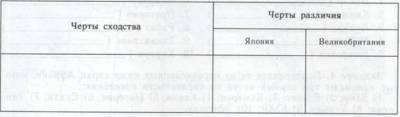 Черты сходства
Черты различия
Япония
Великобритания